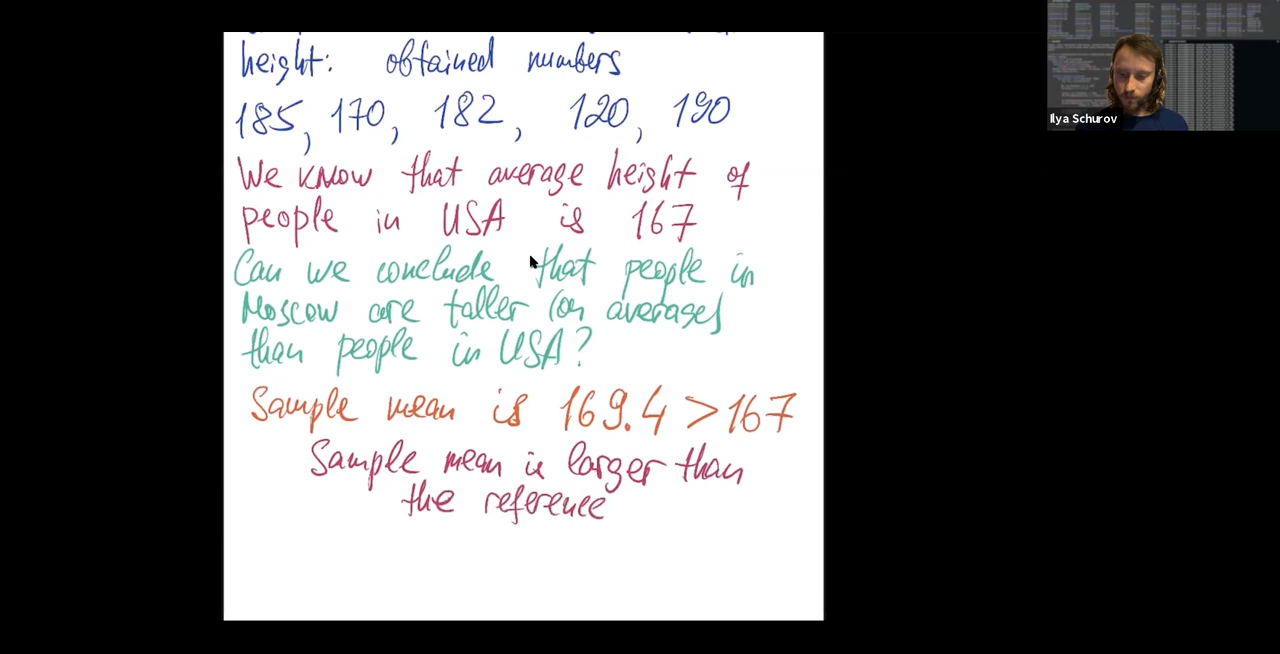 height: obtained numbers
185, 170, 182, 120, 190
We know that average height of
people in USA is 167
Can we conclude that people in
Moscow are taller (on average)
than people in USA?
Sample mean is 169.4 > 167
Sample mean is larger than
the reference
Ilya Schurov